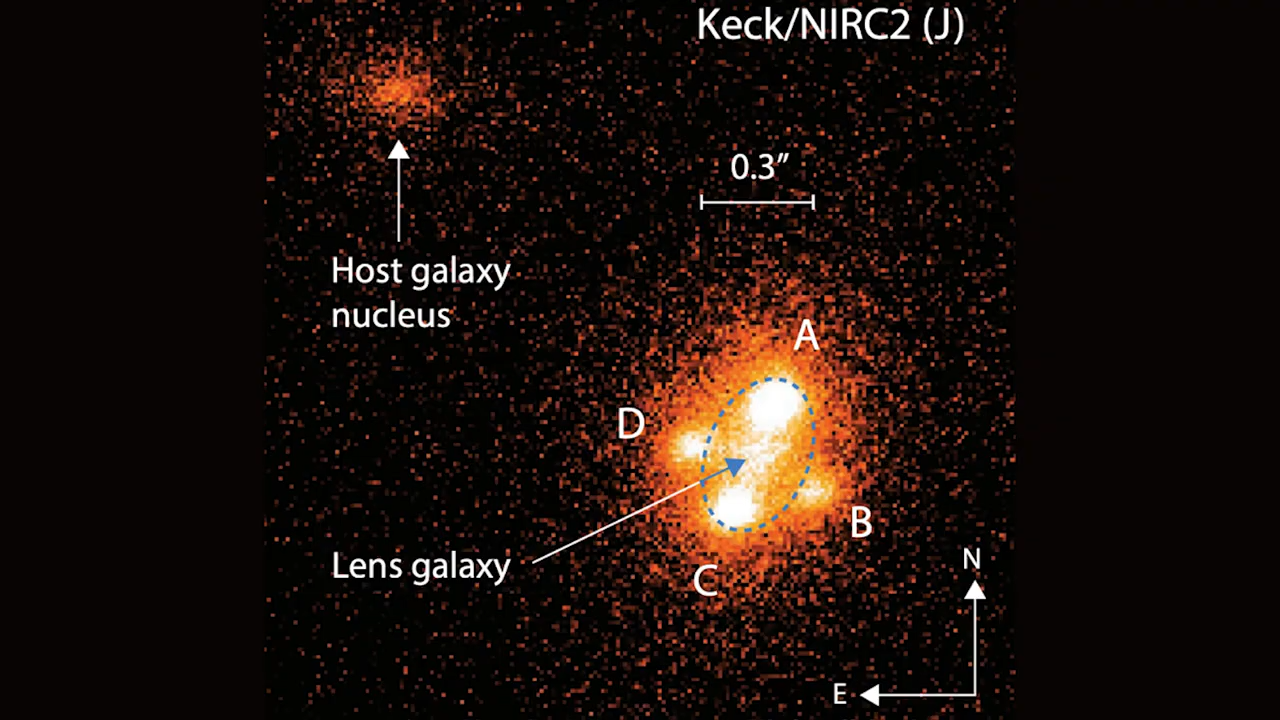 Keck/NIRC2 (J)
0.3″
Host galaxy
nucleus
A
D
B
Lens galaxy
C
N
E